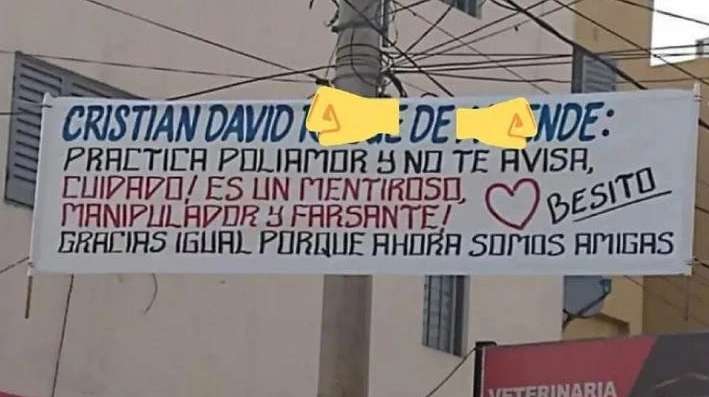 CRISTIAN DAVID DE
PRACTICA POLIAMOR Y NO TE AVISA,
CUIDADO! ES UN MENTIROSO,
MANIPULADOR Y FARSANTE!
BESITO
GRACIAS IGUAL PORQUE AHORA SOMOS AMIGAS
VETERINARIA